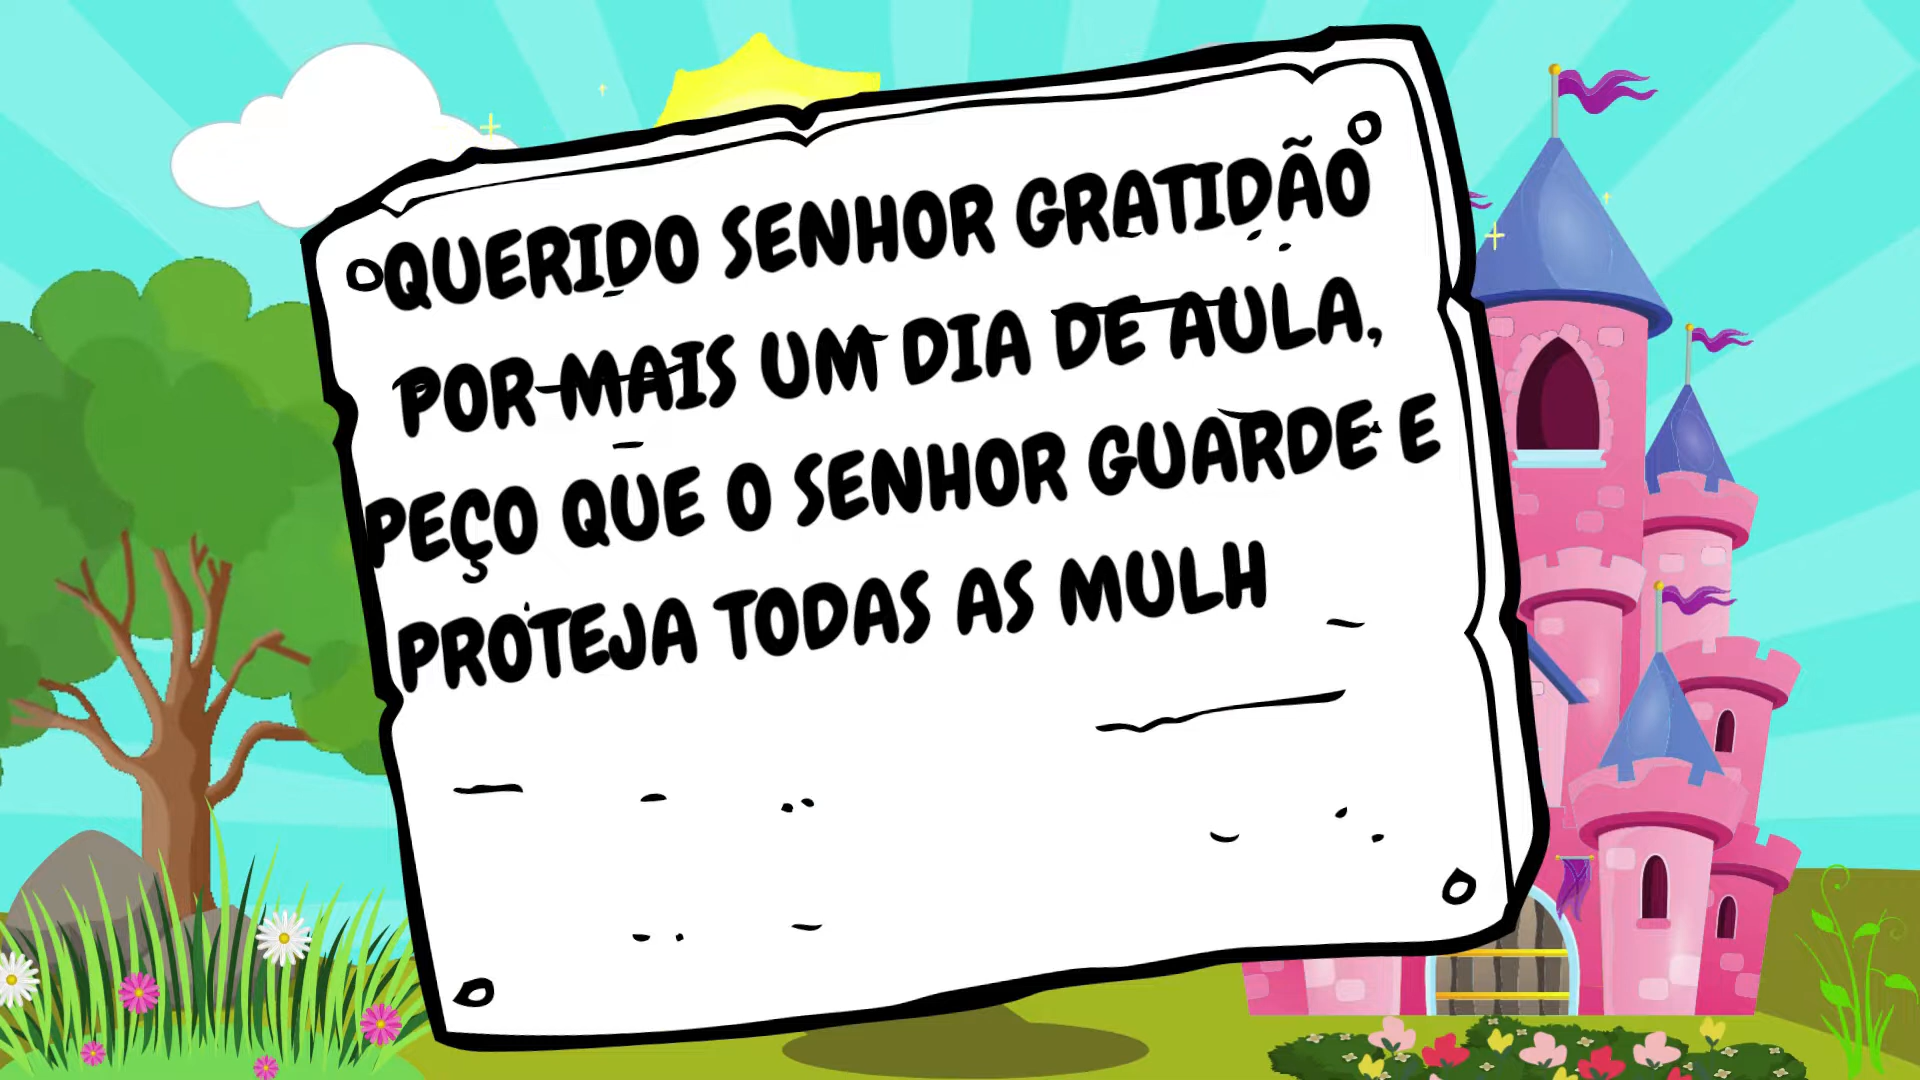 QUERIDO SENHOR GRATIDÃO
POR MAIS UM DIA DE AULA,
PEÇO QUE O SENHOR GUARDE E
PROTEJA TODAS AS MULH